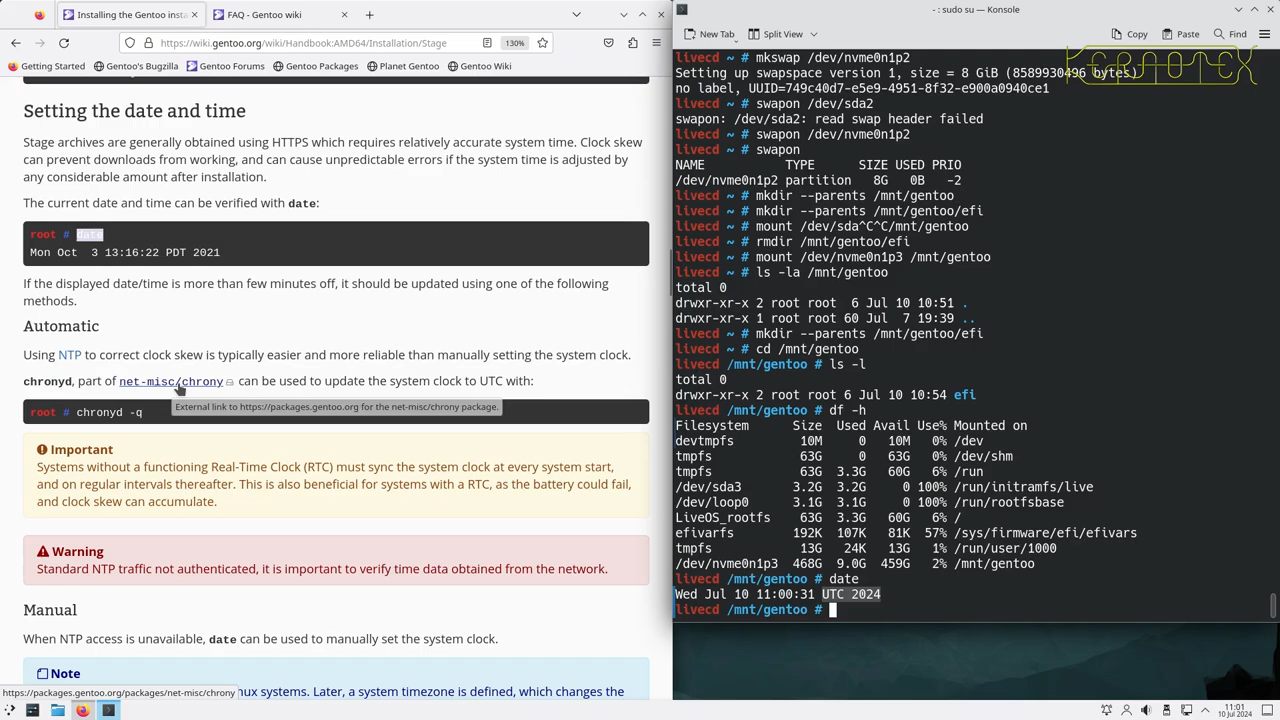 Installing the Gentoo insta
FAQ - Gentoo wiki
https://wiki.gentoo.org/wiki/Handbook:AMD64/Installation/Stage
130%
Getting Started
Gentoo's Bugzilla
Gentoo Forums
Gentoo Packages
Planet Gentoo
Gentoo Wiki
Setting the date and time
Stage archives are generally obtained using HTTPS which requires relatively accurate system time. Clock skew
can prevent downloads from working, and can cause unpredictable errors if the system time is adjusted by
any considerable amount after installation.
The current date and time can be verified with date:
root # date
Mon Oct  3 13:16:22 PDT 2021
If the displayed date/time is more than few minutes off, it should be updated using one of the following
methods.
Automatic
Using NTP to correct clock skew is typically easier and more reliable than manually setting the system clock.
chronyd, part of net-misc/chrony can be used to update the system clock to UTC with:
root # chronyd -q
External link to https://packages.gentoo.org for the net-misc/chrony package.
Important
Systems without a functioning Real-Time Clock (RTC) must sync the system clock at every system start,
and on regular intervals thereafter. This is also beneficial for systems with a RTC, as the battery could fail,
and clock skew can accumulate.
Warning
Standard NTP traffic not authenticated, it is important to verify time data obtained from the network.
Manual
When NTP access is unavailable, date can be used to manually set the system clock.
Note
nux systems. Later, a system timezone is defined, which changes the
https://packages.gentoo.org/packages/net-misc/chrony
- : sudo su — Konsole
New Tab
Split View
Copy
Paste
Find
KERNOTEX
livecd ~ # mkswap /dev/nvme0n1p2
Setting up swapspace version 1, size = 8 GiB (8589930496 bytes)
no label, UUID=749c40d7-e5e9-4951-8f32-e900a0940ce1
livecd ~ # swapon /dev/sda2
swapon: /dev/sda2: read swap header failed
livecd ~ # swapon /dev/nvme0n1p2
livecd ~ # swapon
NAME           TYPE      SIZE USED PRIO
/dev/nvme0n1p2 partition   8G   0B   -2
livecd ~ # mkdir --parents /mnt/gentoo
livecd ~ # mkdir --parents /mnt/gentoo/efi
livecd ~ # mount /dev/sda^C^C/mnt/gentoo
livecd ~ # rmdir /mnt/gentoo/efi
livecd ~ # mount /dev/nvme0n1p3 /mnt/gentoo
livecd ~ # ls -la /mnt/gentoo
total 0
drwxr-xr-x 2 root root  6 Jul 10 10:51 .
drwxr-xr-x 1 root root 60 Jul  7 19:39 ..
livecd ~ # mkdir --parents /mnt/gentoo/efi
livecd ~ # cd /mnt/gentoo
livecd /mnt/gentoo # ls -l
total 0
drwxr-xr-x 2 root root 6 Jul 10 10:54 efi
livecd /mnt/gentoo # df -h
Filesystem      Size  Used Avail Use% Mounted on
devtmpfs         10M     0   10M   0% /dev
tmpfs            63G     0   63G   0% /dev/shm
tmpfs            63G  3.3G   60G   6% /run
/dev/sda3       3.2G  3.2G     0 100% /run/initramfs/live
/dev/loop0      3.1G  3.1G     0 100% /run/rootfsbase
LiveOS_rootfs    63G  3.3G   60G   6% /
efivarfs        192K  107K   81K  57% /sys/firmware/efi/efivars
tmpfs            13G   24K   13G   1% /run/user/1000
/dev/nvme0n1p3  468G  9.0G  459G   2% /mnt/gentoo
livecd /mnt/gentoo # date
Wed Jul 10 11:00:31 UTC 2024
livecd /mnt/gentoo #
11:01
10 Jul 2024